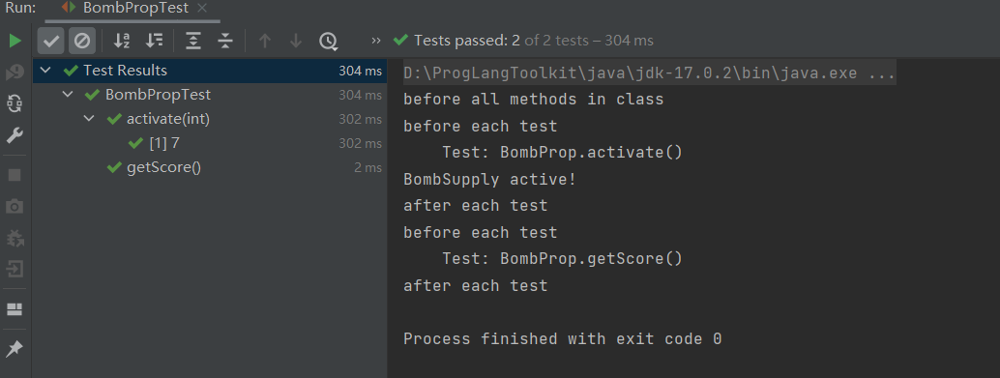 Run: BombPropTest
Tests passed: 2 of 2 tests – 304 ms
Test Results 304 ms
BombPropTest 304 ms
activate(int) 302 ms
[1] 7 302 ms
getScore() 2 ms
D:\ProgLangToolkit\java\jdk-17.0.2\bin\java.exe ...
before all methods in class
before each test
Test: BombProp.activate()
BombSupply active!
after each test
before each test
Test: BombProp.getScore()
after each test
Process finished with exit code 0